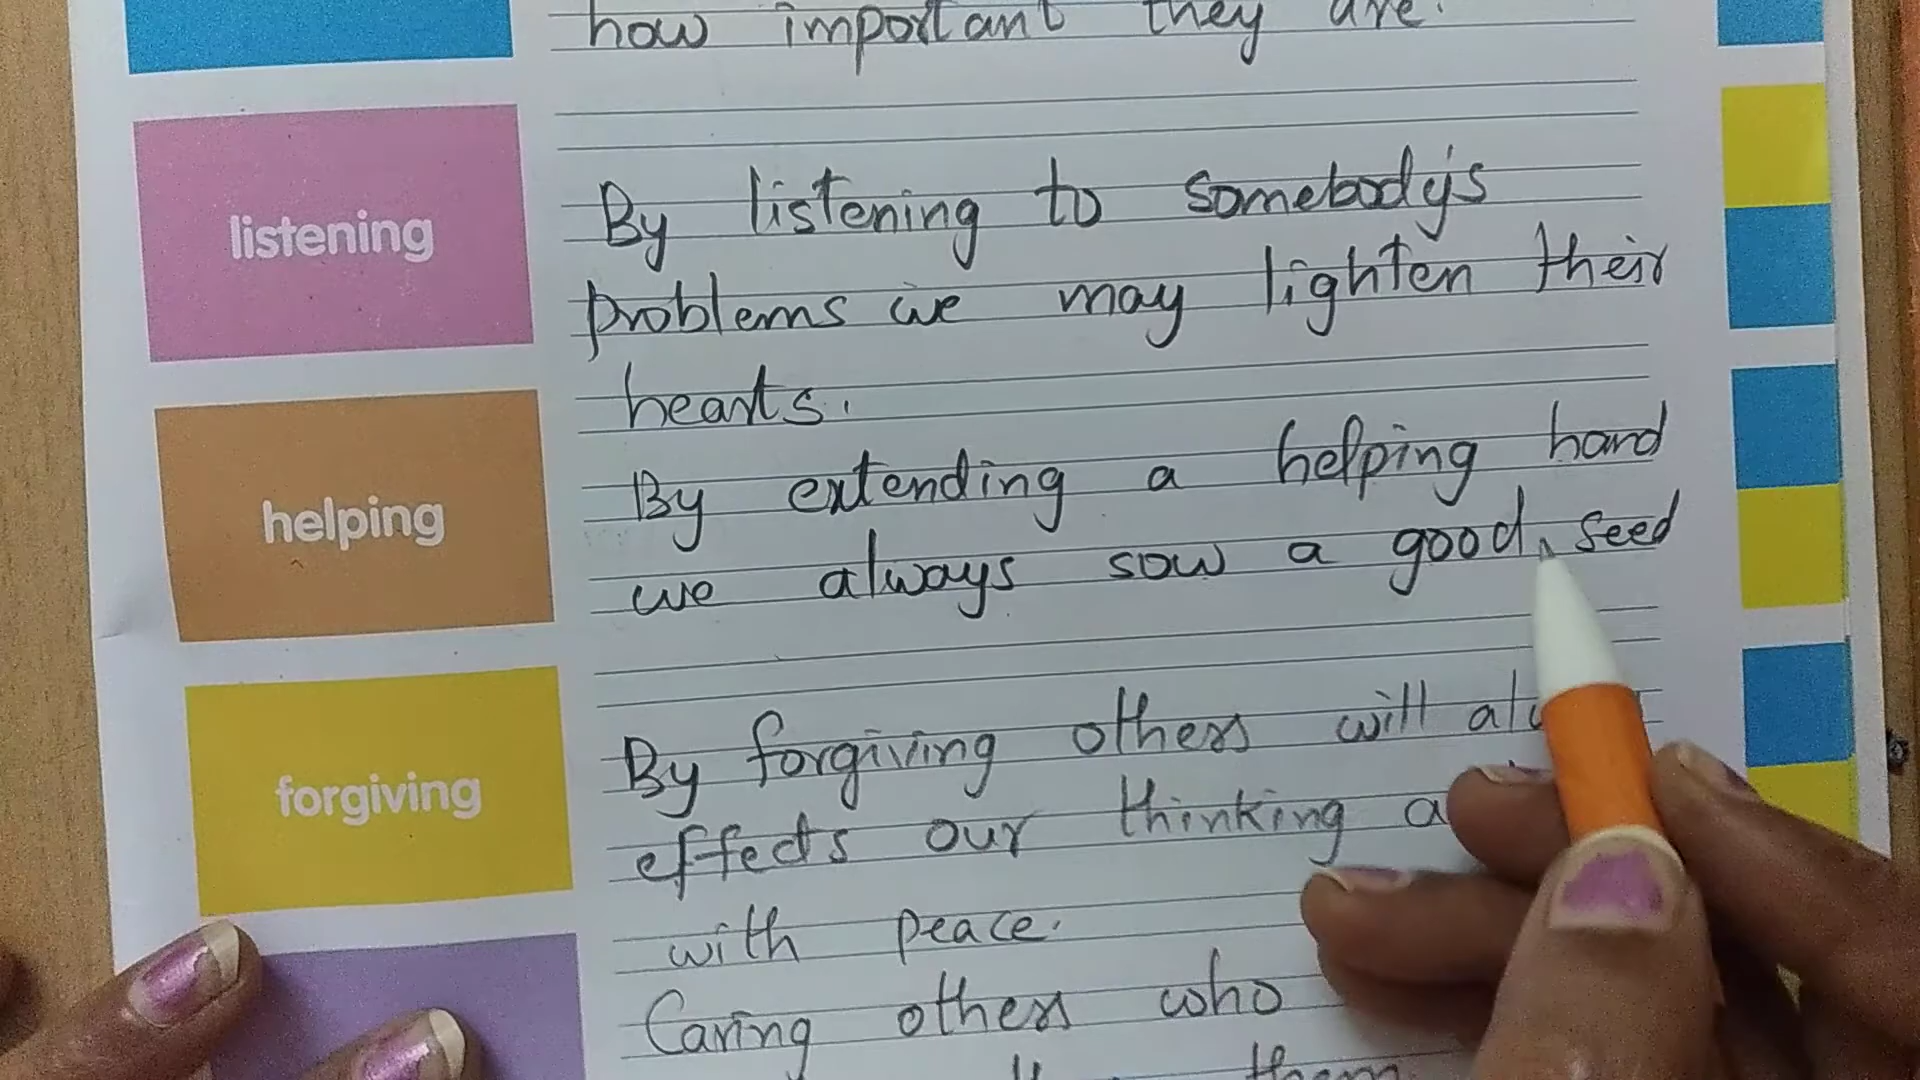 how important they are.
listening
By listening to somebody's
problems we may lighten their
hearts.
helping
By extending a helping hand
we always sow a good seed
forgiving
By forgiving others will
effects our thinking
with peace.
Caring others who
them